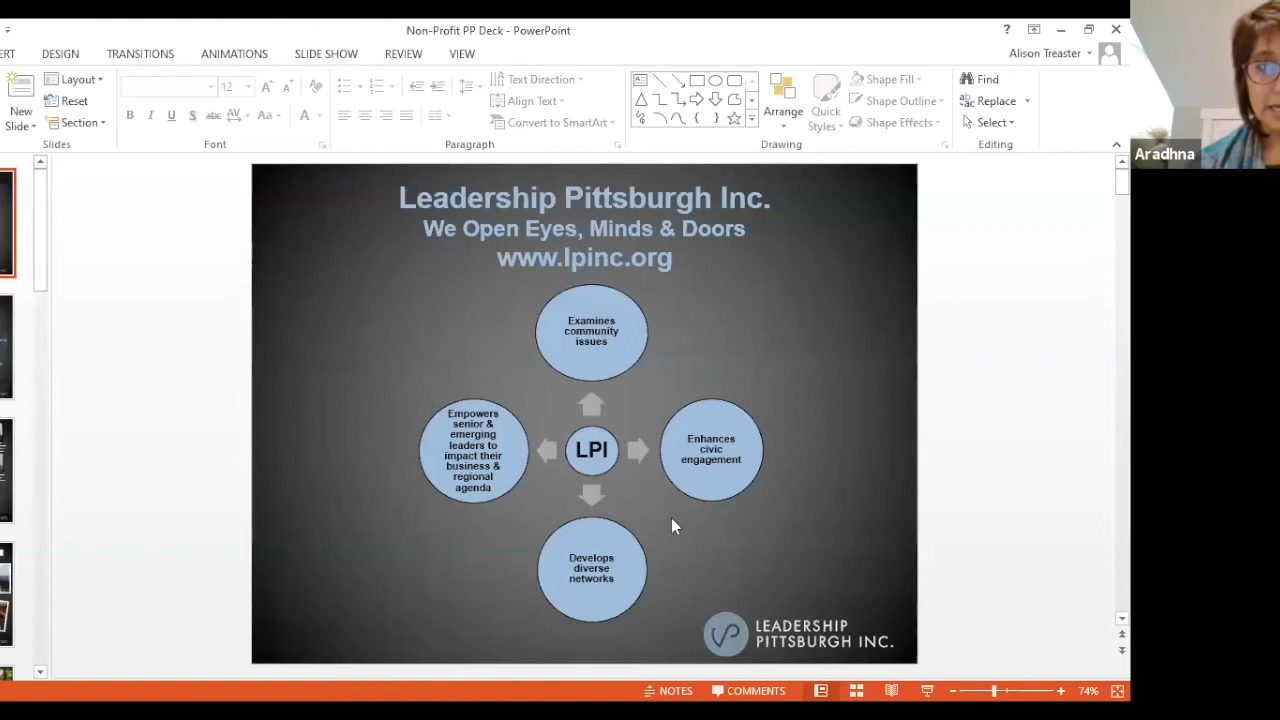 Non-Profit PP Deck - PowerPoint
?
ERT DESIGN TRANSITIONS ANIMATIONS SLIDE SHOW REVIEW VIEW
Alison Treaster
New Slide
Layout
Reset
Section
Slides
12
B I U S abc AV Aa A
Font
Text Direction
Align Text
Convert to SmartArt
Paragraph
Arrange
Quick Styles
Shape Fill
Shape Outline
Shape Effects
Drawing
Find
Replace
Select
Editing
Aradhna
Leadership Pittsburgh Inc.
We Open Eyes, Minds & Doors
www.lpinc.org
Examines
community
issues
Empowers
senior &
emerging
leaders to
impact their
business &
regional
agenda
LPI
Enhances
civic
engagement
Develops
diverse
networks
LEADERSHIP
PITTSBURGH INC.
NOTES COMMENTS 74%